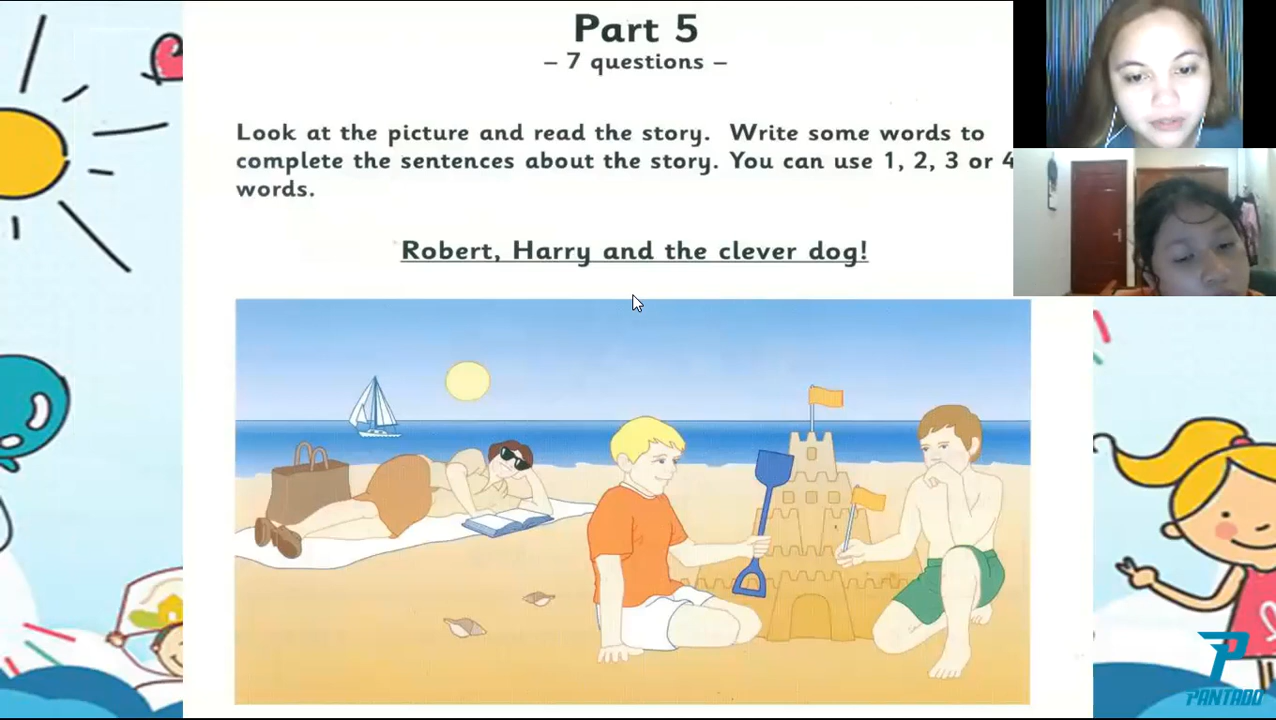 Part 5
– 7 questions –
Look at the picture and read the story. Write some words to
complete the sentences about the story. You can use 1, 2, 3 or 4
words.
Robert, Harry and the clever dog!
PANTADO